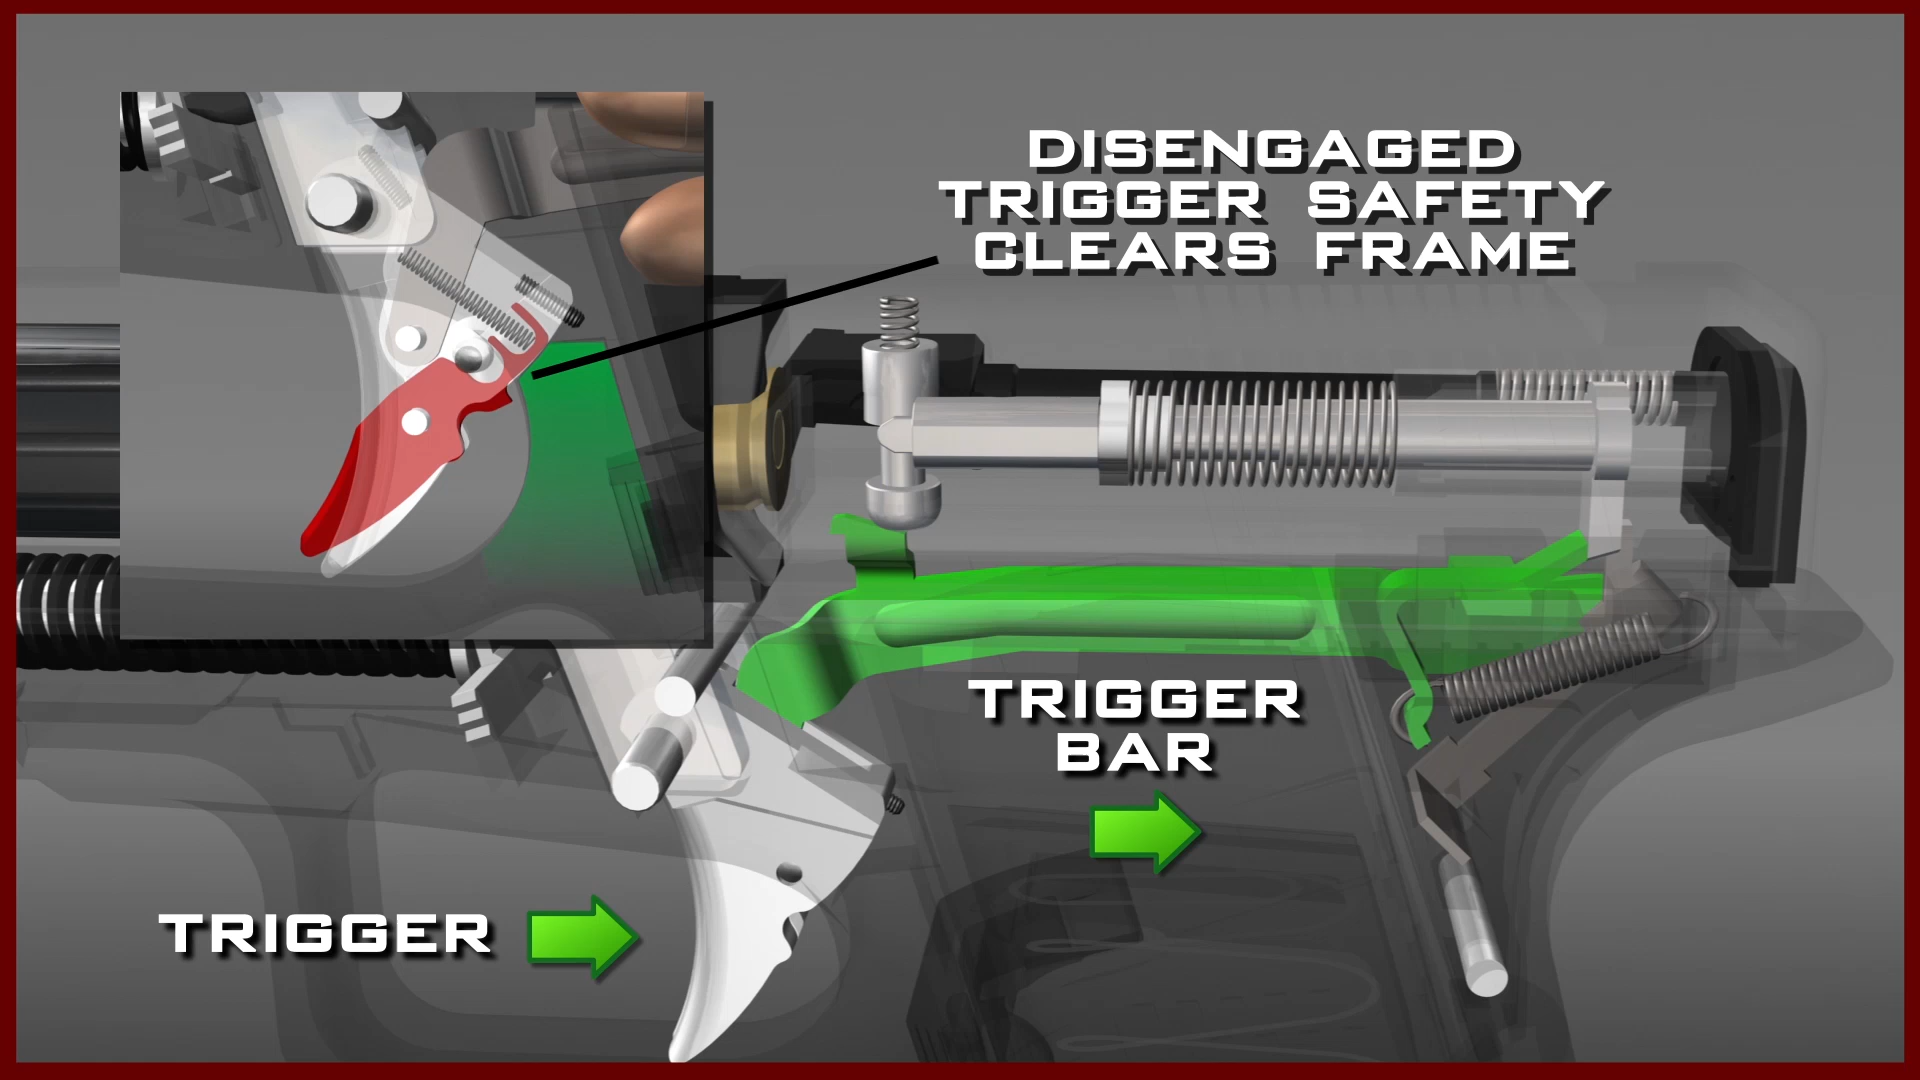 DISENGAGED
TRIGGER SAFETY
CLEARS FRAME
TRIGGER
BAR
TRIGGER